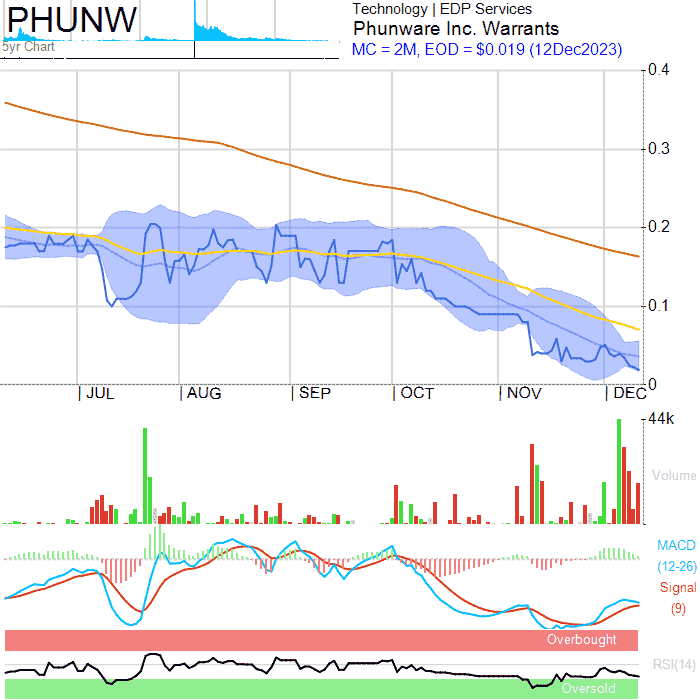 PHUNW
5yr Chart
Technology | EDP Services
Phunware Inc. Warrants
MC = 2M, EOD = $0.019 (12Dec2023)
0.4
0.3
0.2
0.1
0
JUL AUG SEP OCT NOV DEC
44k
Volume
MACD
(12-26)
Signal
(9)
Overbought
RSI(14)
Oversold